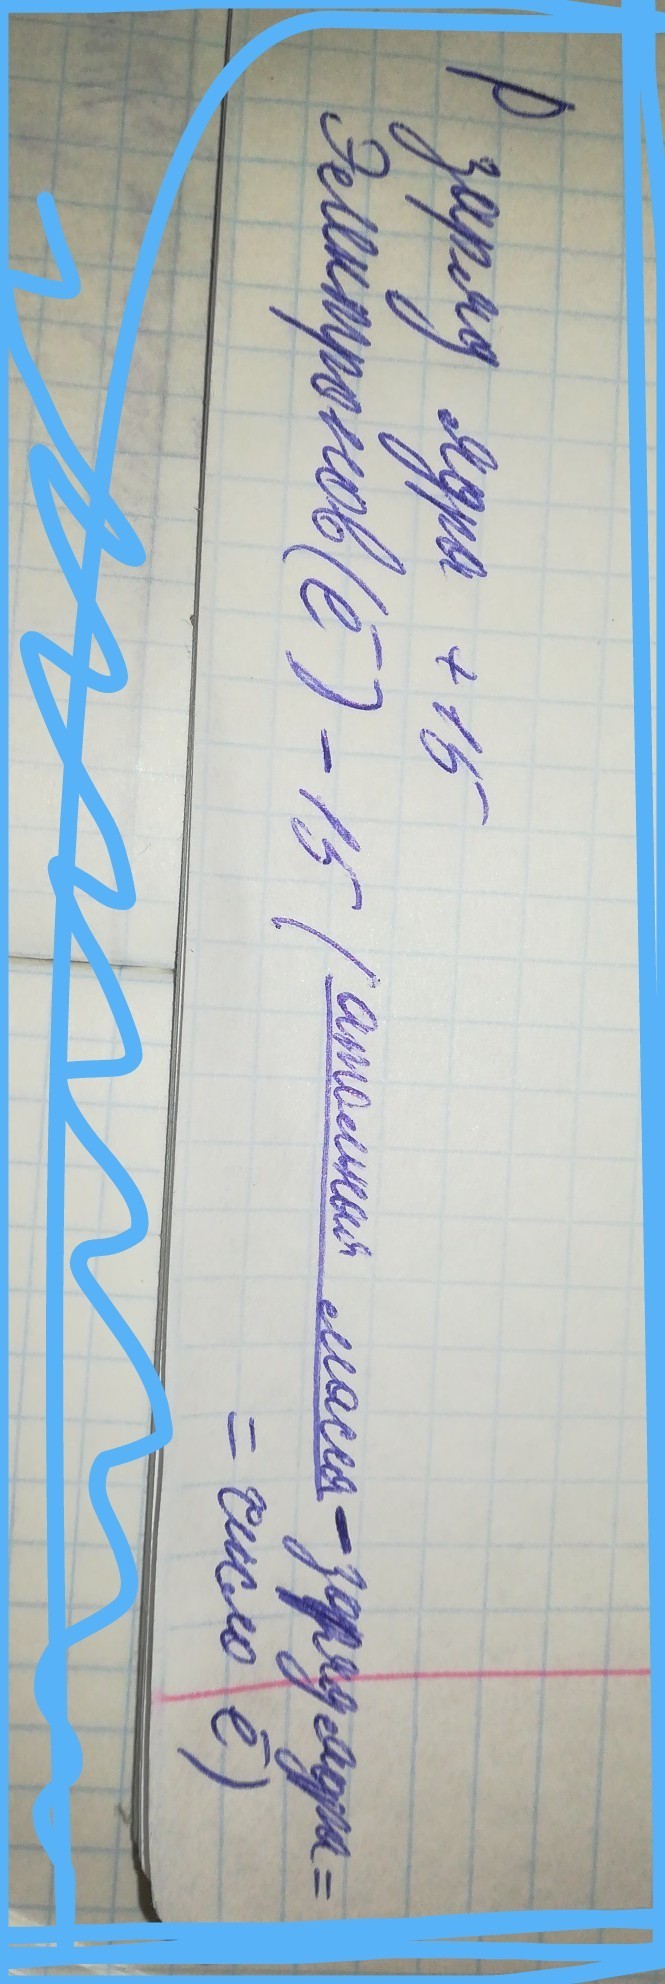 P
заряд ядра +15
Электронов (ē) - 15 (атомная масса - заряд ядра =
= число ē)